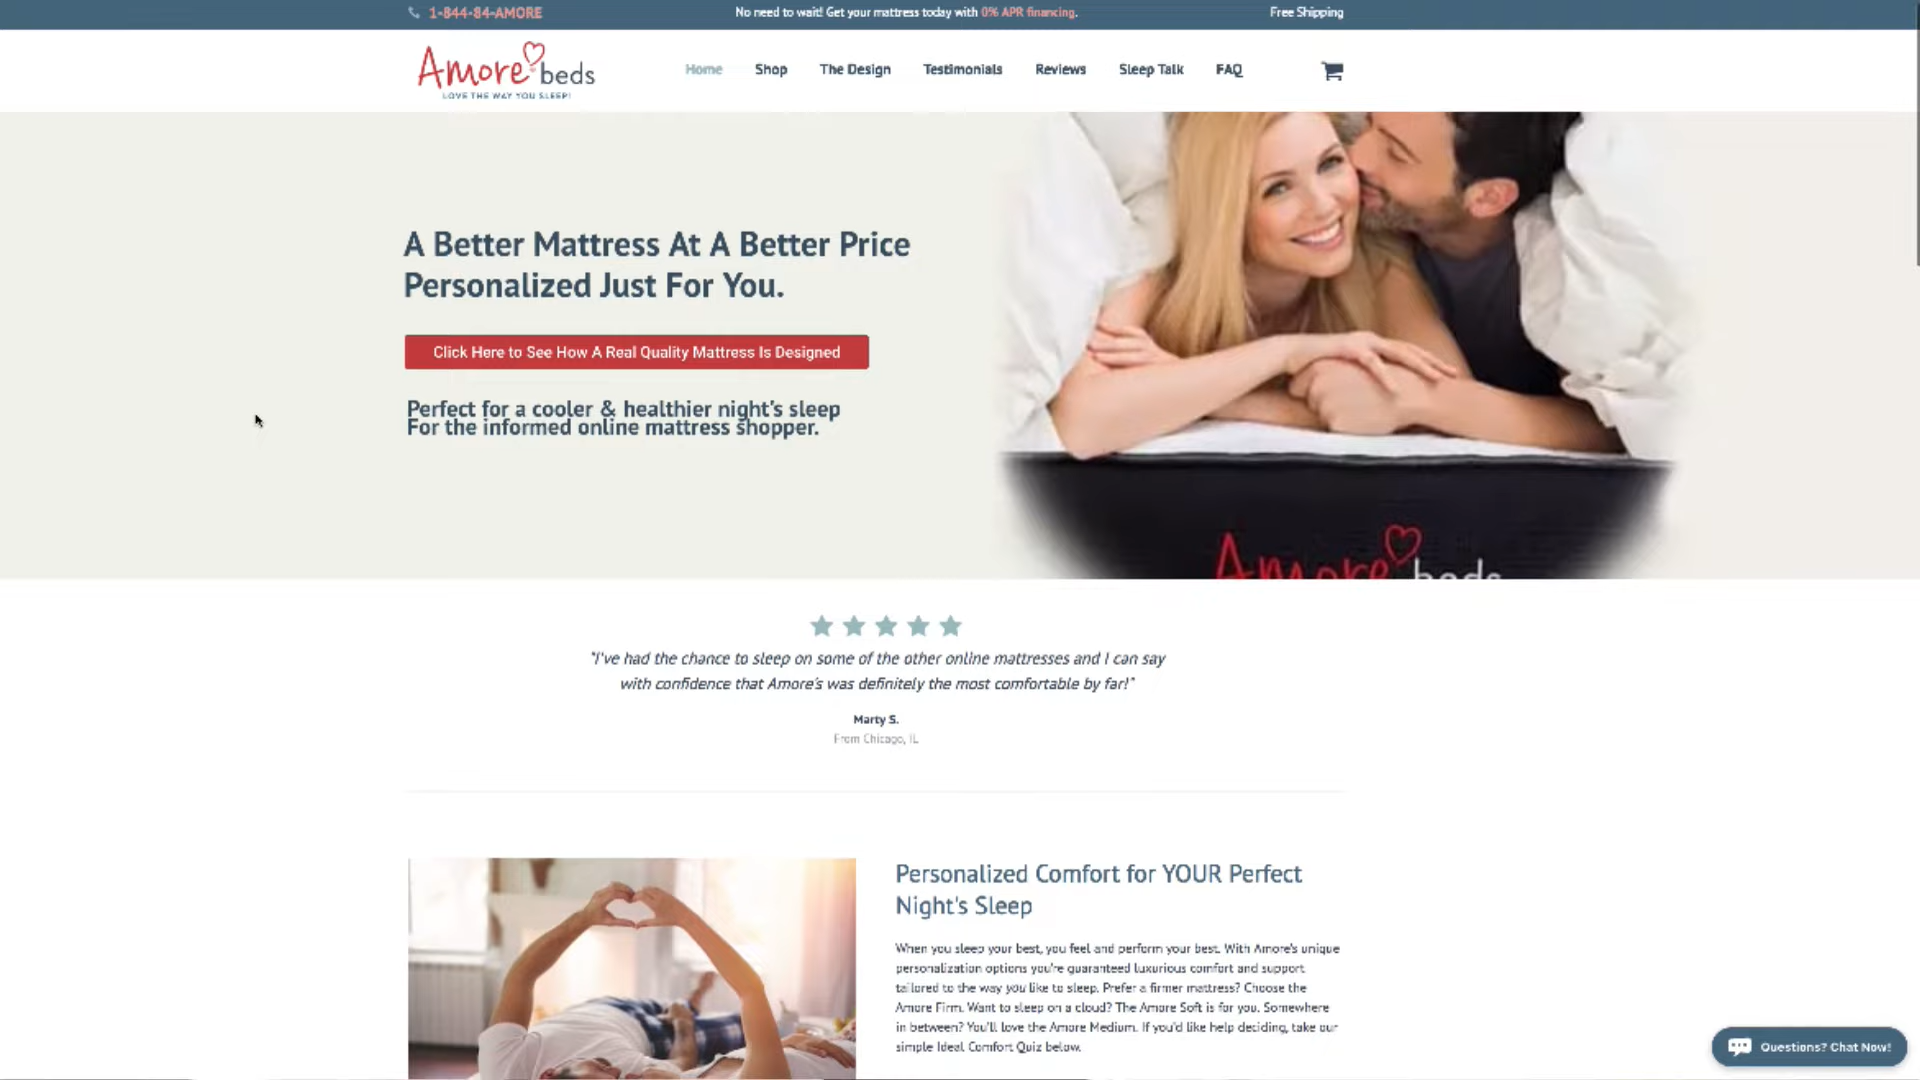 1-844-84-AMORE
No need to wait! Get your mattress today with 0% APR financing.
Free Shipping
Amore beds
LOVE THE WAY YOU SLEEP!
Home
Shop
The Design
Testimonials
Reviews
Sleep Talk
FAQ
A Better Mattress At A Better Price
Personalized Just For You.
Click Here to See How A Real Quality Mattress Is Designed
Perfect for a cooler & healthier night's sleep
For the informed online mattress shopper.
Amore beds
"I've had the chance to sleep on some of the other online mattresses and I can say
with confidence that Amore's was definitely the most comfortable by far!"
Marty S.
From Chicago, IL
Personalized Comfort for YOUR Perfect
Night's Sleep
When you sleep your best, you feel and perform your best. With Amore's unique
personalization options you're guaranteed luxurious comfort and support
tailored to the way you like to sleep. Prefer a firmer mattress? Choose the
Amore Firm. Want to sleep on a cloud? The Amore Soft is for you. Somewhere
in between? You'll love the Amore Medium. If you'd like help deciding, take our
simple Ideal Comfort Quiz below.
Questions? Chat Now!